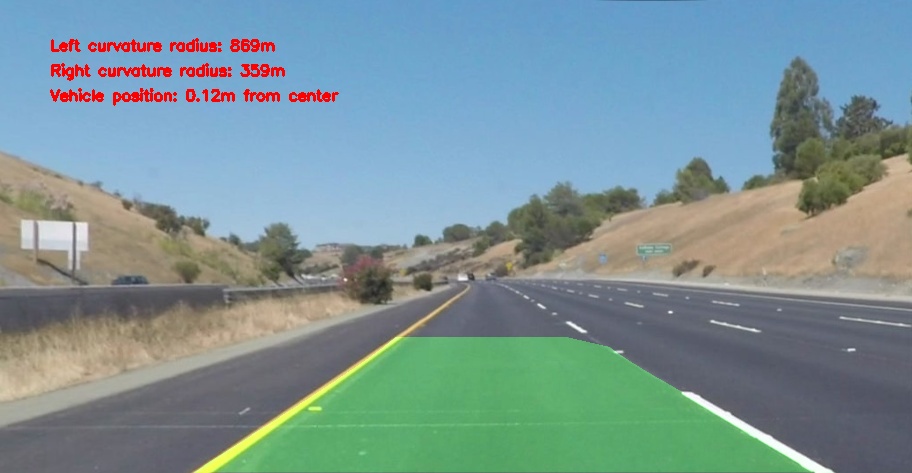 Left curvature radius: 869m
Right curvature radius: 359m
Vehicle position: 0.12m from center